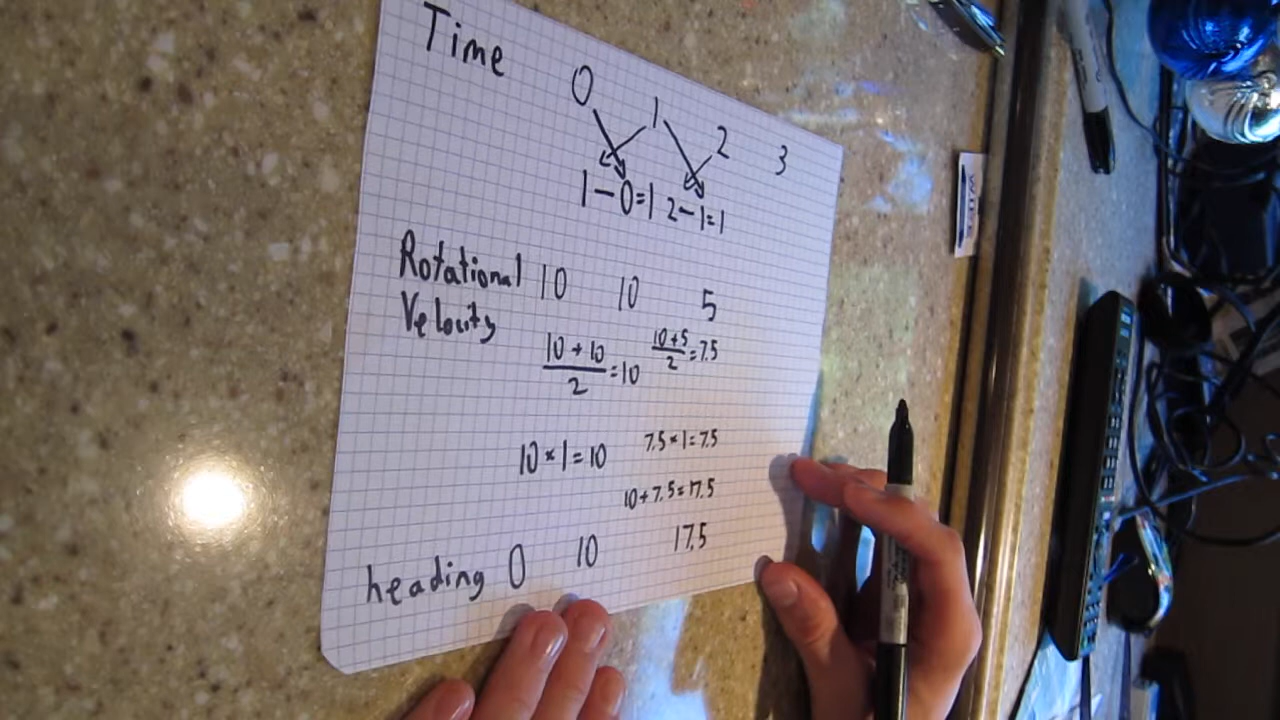 Time 0 1 2 3
1-0=1 2-1=1
Rotational Velocity 10 10 5
10+10/2=10 10+5/2=7.5
10×1=10 7.5×1=7.5
10+7.5=17.5
heading 0 10 17.5